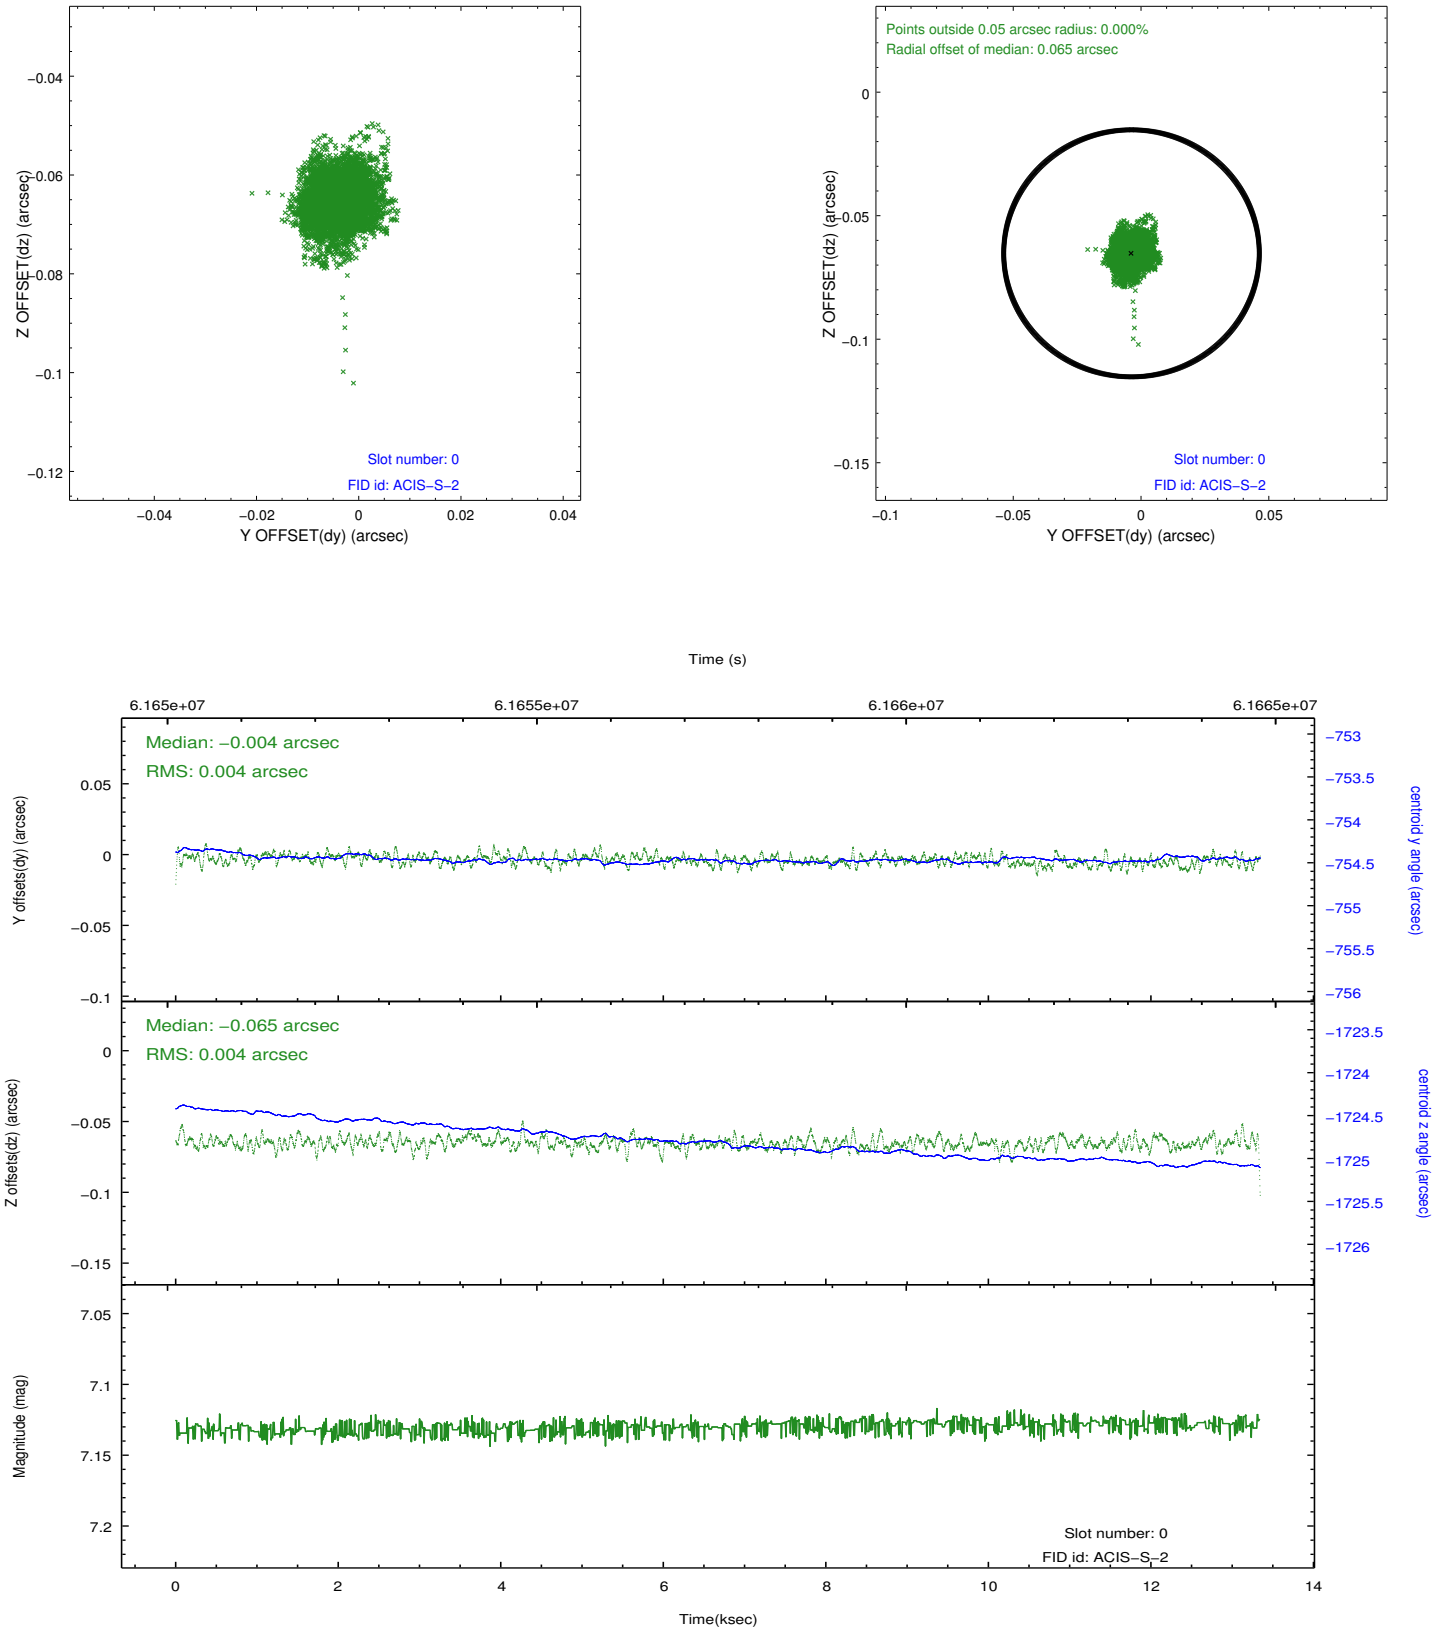 −0.04
−0.06
−0.08
−0.1
−0.12
Z OFFSET(dz) (arcsec)
Slot number: 0
FID id: ACIS−S−2
−0.04 −0.02 0 0.02 0.04
Y OFFSET(dy) (arcsec)
Points outside 0.05 arcsec radius: 0.000%
Radial offset of median: 0.065 arcsec
0
−0.05
−0.1
−0.15
Z OFFSET(dz) (arcsec)
Slot number: 0
FID id: ACIS−S−2
−0.1 −0.05 0 0.05
Y OFFSET(dy) (arcsec)
Time (s)
6.165e+07 6.1655e+07 6.166e+07 6.1665e+07
Median: −0.004 arcsec
RMS: 0.004 arcsec
0.05
0
−0.05
−0.1
Y offsets(dy) (arcsec)
−753
−753.5
−754
−754.5
−755
−755.5
−756
centroid y angle (arcsec)
Median: −0.065 arcsec
RMS: 0.004 arcsec
0
−0.05
−0.1
−0.15
Z offsets(dz) (arcsec)
−1723.5
−1724
−1724.5
−1725
−1725.5
−1726
centroid z angle (arcsec)
7.05
7.1
7.15
7.2
Magnitude (mag)
Slot number: 0
FID id: ACIS−S−2
0 2 4 6 8 10 12 14
Time(ksec)